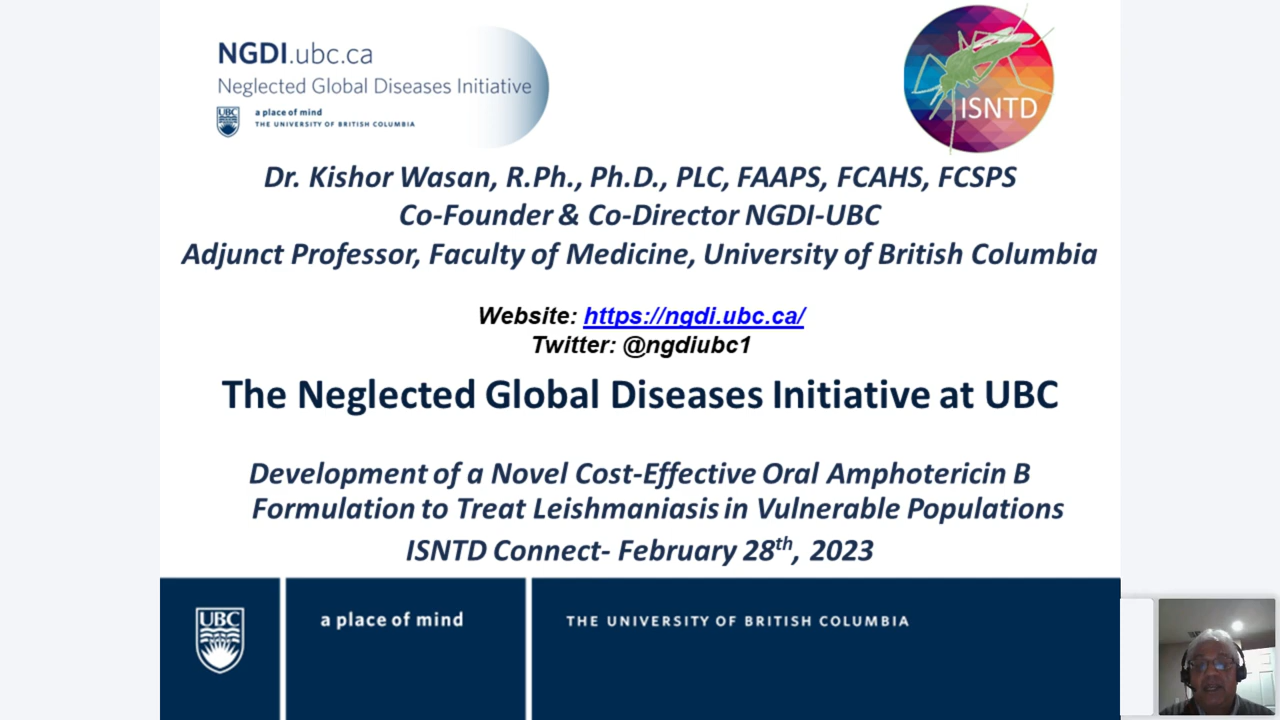 NGDI.ubc.ca
Neglected Global Diseases Initiative
UBC
a place of mind
THE UNIVERSITY OF BRITISH COLUMBIA
ISNTD
Dr. Kishor Wasan, R.Ph., Ph.D., PLC, FAAPS, FCAHS, FCSPS
Co-Founder & Co-Director NGDI-UBC
Adjunct Professor, Faculty of Medicine, University of British Columbia
Website: https://ngdi.ubc.ca/
Twitter: @ngdiubc1
The Neglected Global Diseases Initiative at UBC
Development of a Novel Cost-Effective Oral Amphotericin B
Formulation to Treat Leishmaniasis in Vulnerable Populations
ISNTD Connect- February 28th, 2023
UBC
a place of mind
THE UNIVERSITY OF BRITISH COLUMBIA